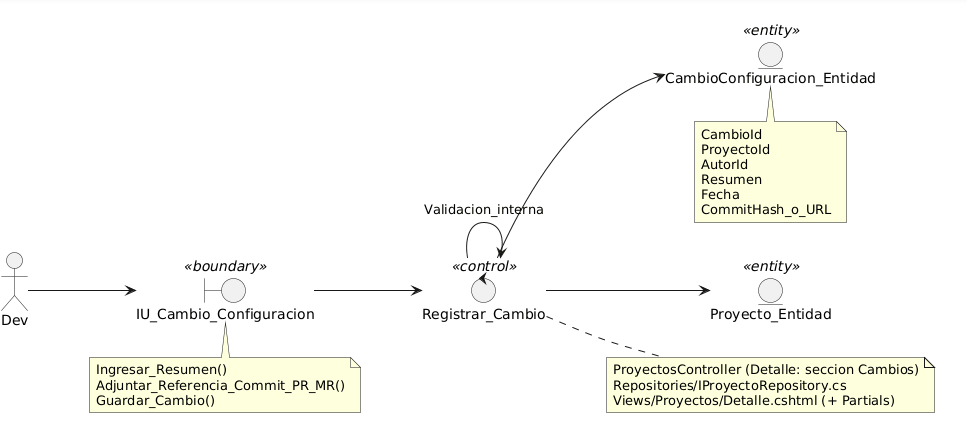 «entity»
CambioConfiguracion_Entidad
CambioId
ProyectoId
AutorId
Resumen
Fecha
CommitHash_o_URL
Validacion_interna
«boundary»
«control»
«entity»
Dev
IU_Cambio_Configuracion
Registrar_Cambio
Proyecto_Entidad
Ingresar_Resumen()
Adjuntar_Referencia_Commit_PR_MR()
Guardar_Cambio()
ProyectosController (Detalle: seccion Cambios)
Repositories/IProyectoRepository.cs
Views/Proyectos/Detalle.cshtml (+ Partials)